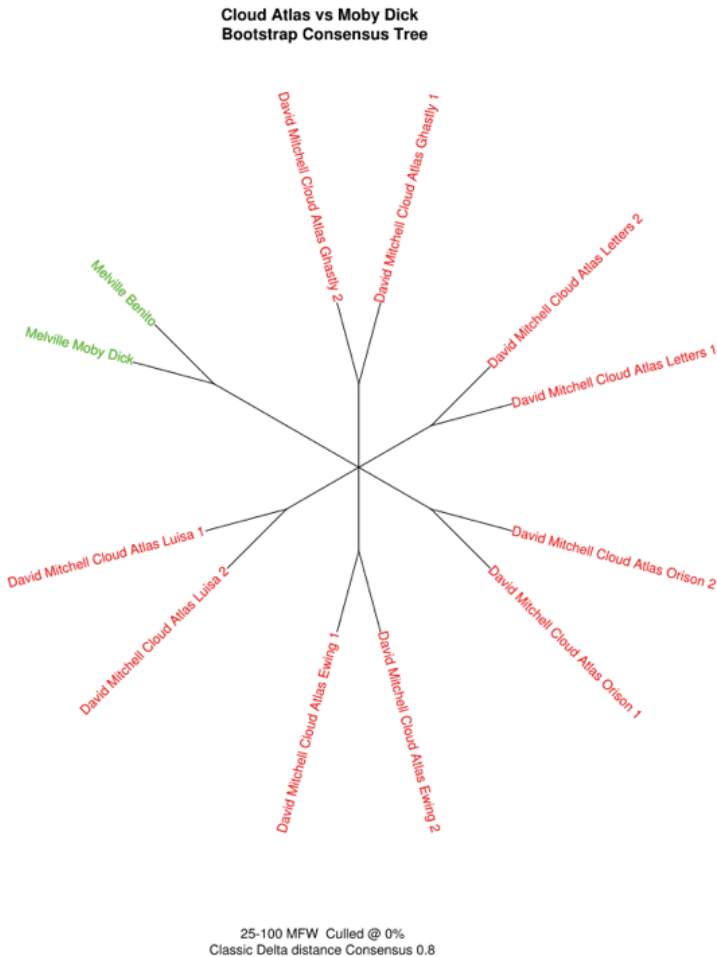 Cloud Atlas vs Moby Dick
Bootstrap Consensus Tree
David Mitchell Cloud Atlas Ghastly 2
David Mitchell Cloud Atlas Ghastly 1
David Mitchell Cloud Atlas Letters 2
David Mitchell Cloud Atlas Letters 1
Melville Benito
Melville Moby Dick
David Mitchell Cloud Atlas Luisa 1
David Mitchell Cloud Atlas Luisa 2
David Mitchell Cloud Atlas Orison 2
David Mitchell Cloud Atlas Orison 1
David Mitchell Cloud Atlas Ewing 1
David Mitchell Cloud Atlas Ewing 2
25-100 MFW Culled @ 0%
Classic Delta distance Consensus 0.8